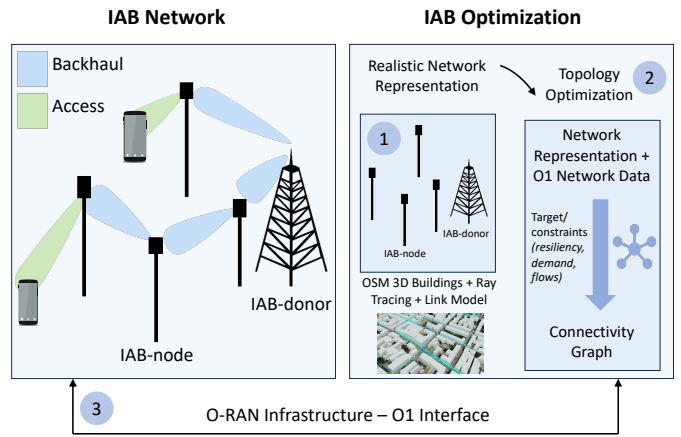 IAB Network
Backhaul
Access
IAB-donor
IAB-node
IAB Optimization
Realistic Network
Representation
1
IAB-node
IAB-donor
OSM 3D Buildings + Ray
Tracing + Link Model
Topology
Optimization
2
Network
Representation +
O1 Network Data
Target/
constraints
(resiliency,
demand,
flows)
Connectivity
Graph
3
O-RAN Infrastructure – O1 Interface